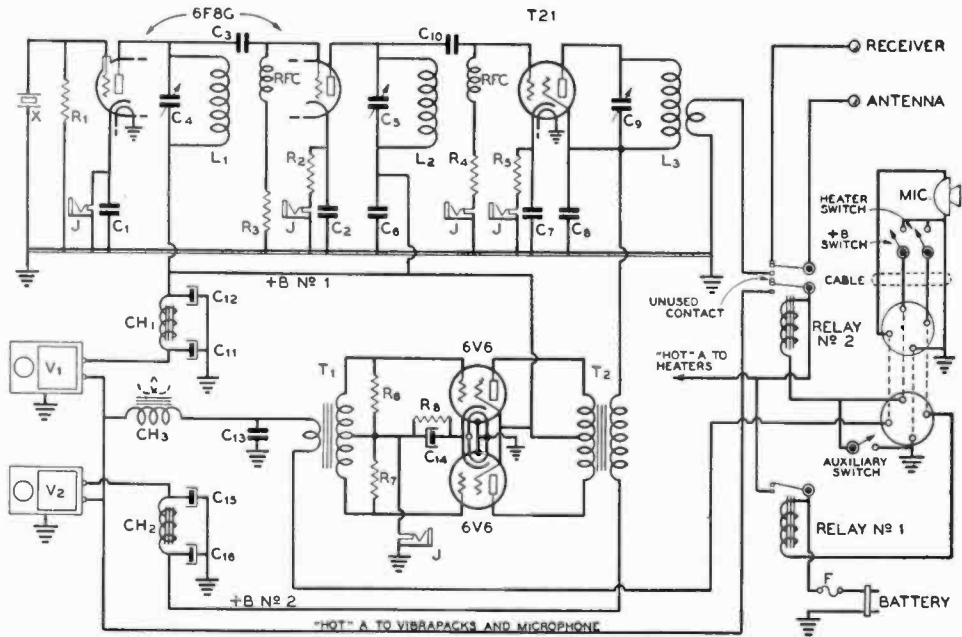 6F8G
T21
C3
C10
RECEIVER
ANTENNA
X
R1
C4
L1
RFC
C5
L2
RFC
C9
L3
R2
R4
R5
R3
J
C1
J
C2
C6
J
J
C7
C8
MIC
HEATER
SWITCH
+B
SWITCH
CABLE
UNUSED
CONTACT
RELAY
Nº 2
+B Nº 1
C12
CH1
C11
V1
CH3
C13
T1
6V6
T2
R6
R8
C14
R7
6V6
J
"HOT" A TO
HEATERS
AUXILIARY
SWITCH
V2
C15
CH2
C16
RELAY Nº 1
F
BATTERY
+B Nº 2
"HOT" A TO VIBRAPACKS AND MICROPHONE